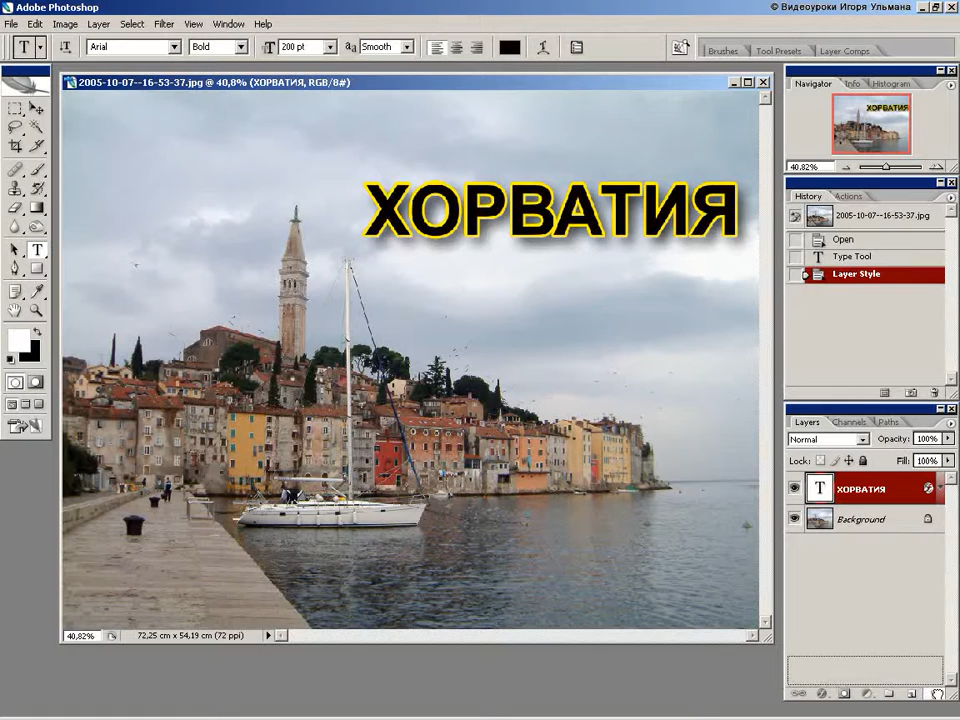 Adobe Photoshop
© Видеоуроки Игоря Ульмана
File Edit Image Layer Select Filter View Window Help
Arial Bold 200 pt Smooth Brushes Tool Presets Layer Comps
2005-10-07--16-53-37.jpg @ 40,8% (ХОРВАТИЯ, RGB/8#)
ХОРВАТИЯ
40,82% 72,25 cm x 54,19 cm (72 ppi)
Navigator Info Histogram
ХОРВАТИЯ
40,82%
History Actions
2005-10-07--16-53-37.jpg
Open
Type Tool
Layer Style
Layers Channels Paths
Normal Opacity: 100%
Lock: Fill: 100%
ХОРВАТИЯ
Background